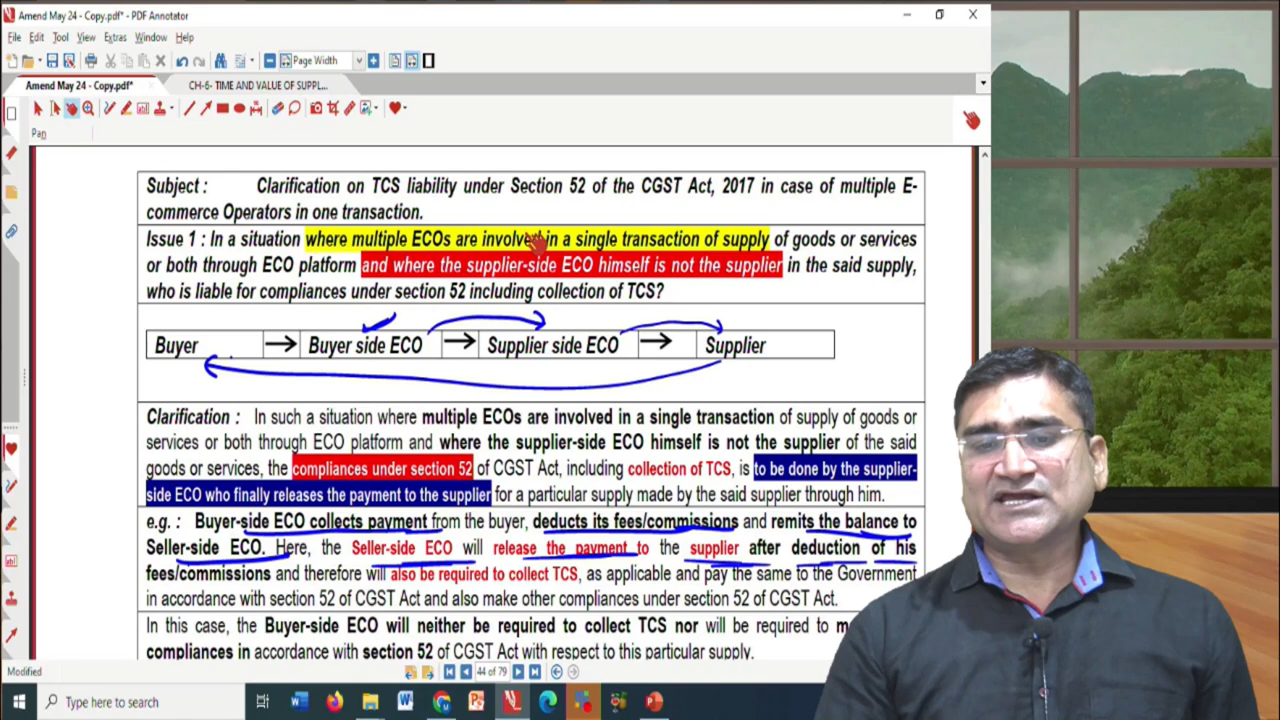 Amend May 24 - Copy.pdf* - PDF Annotator
File Edit Tool View Extras Window Help
New Page Width
Amend May 24 - Copy.pdf* CH-6- TIME AND VALUE OF SUPPL...
Pan
Subject : Clarification on TCS liability under Section 52 of the CGST Act, 2017 in case of multiple E-
commerce Operators in one transaction.
Issue 1 : In a situation where multiple ECOs are involved in a single transaction of supply of goods or services
or both through ECO platform and where the supplier-side ECO himself is not the supplier in the said supply,
who is liable for compliances under section 52 including collection of TCS?
Buyer → Buyer side ECO → Supplier side ECO → Supplier
Clarification : In such a situation where multiple ECOs are involved in a single transaction of supply of goods or
services or both through ECO platform and where the supplier-side ECO himself is not the supplier of the said
goods or services, the compliances under section 52 of CGST Act, including collection of TCS, is to be done by the supplier-
side ECO who finally releases the payment to the supplier for a particular supply made by the said supplier through him.
e.g. : Buyer-side ECO collects payment from the buyer, deducts its fees/commissions and remits the balance to
Seller-side ECO. Here, the Seller-side ECO will release the payment to the supplier after deduction of his
fees/commissions and therefore will also be required to collect TCS, as applicable and pay the same to the Government
in accordance with section 52 of CGST Act and also make other compliances under section 52 of CGST Act.
In this case, the Buyer-side ECO will neither be required to collect TCS nor will be required to m
compliances in accordance with section 52 of CGST Act with respect to this particular supply.
Modified 44 of 79
Type here to search